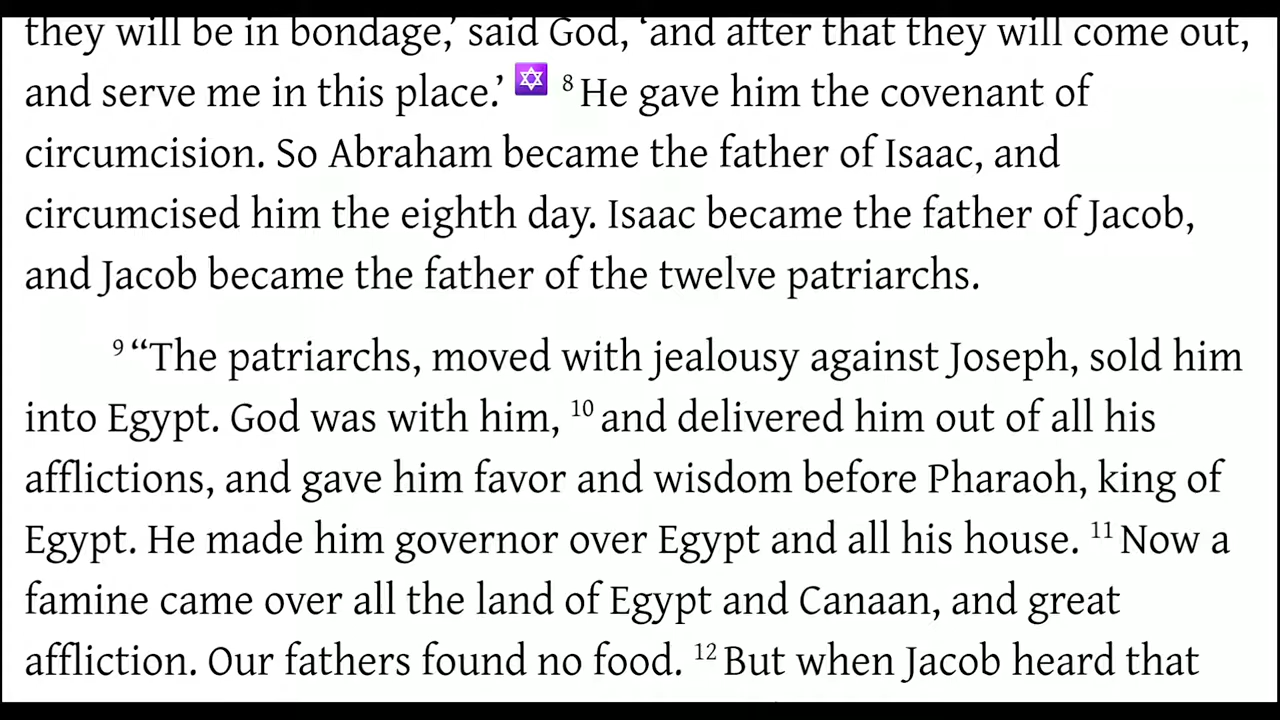 they will be in bondage,’ said God, ‘and after that they will come out,
and serve me in this place.’ ✡ 8 He gave him the covenant of
circumcision. So Abraham became the father of Isaac, and
circumcised him the eighth day. Isaac became the father of Jacob,
and Jacob became the father of the twelve patriarchs.
9 “The patriarchs, moved with jealousy against Joseph, sold him
into Egypt. God was with him, 10 and delivered him out of all his
afflictions, and gave him favor and wisdom before Pharaoh, king of
Egypt. He made him governor over Egypt and all his house. 11 Now a
famine came over all the land of Egypt and Canaan, and great
affliction. Our fathers found no food. 12 But when Jacob heard that